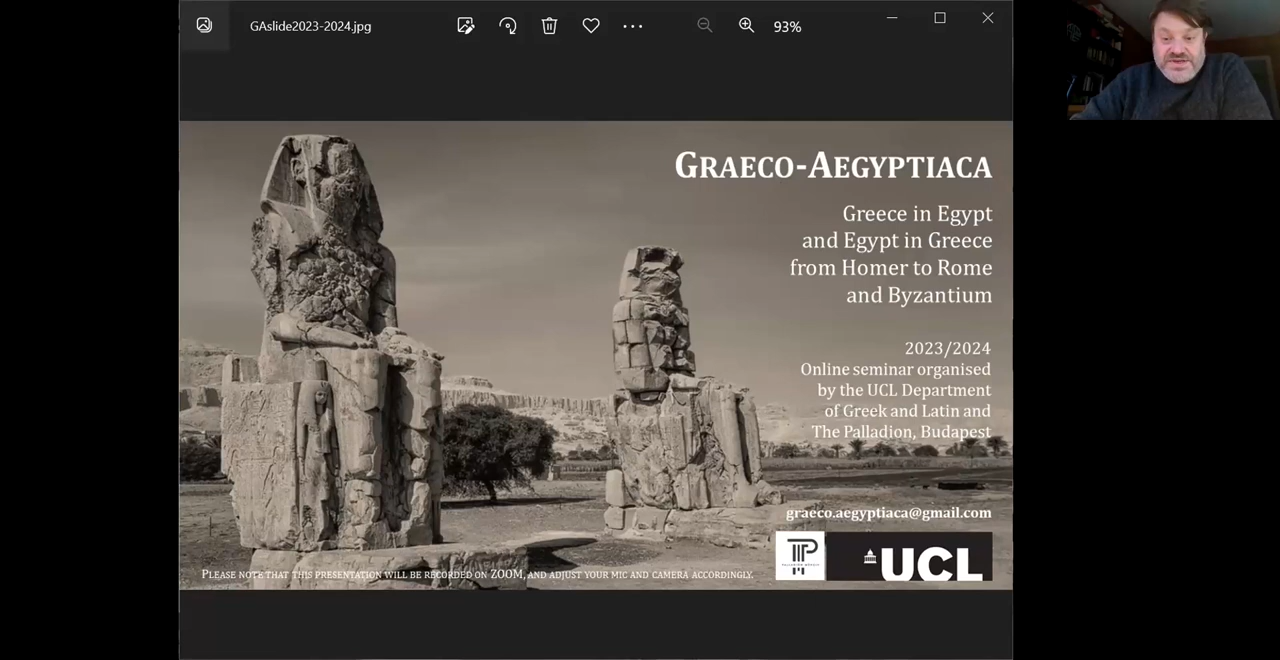 GAslide2023-2024.jpg
93%
GRAECO-AEGYPTIACA
Greece in Egypt
and Egypt in Greece
from Homer to Rome
and Byzantium
2023/2024
Online seminar organised
by the UCL Department
of Greek and Latin and
The Palladion, Budapest
graeco.aegyptiaca@gmail.com
UCL
PLEASE NOTE THAT THIS PRESENTATION WILL BE RECORDED ON ZOOM, AND ADJUST YOUR MIC AND CAMERA ACCORDINGLY.